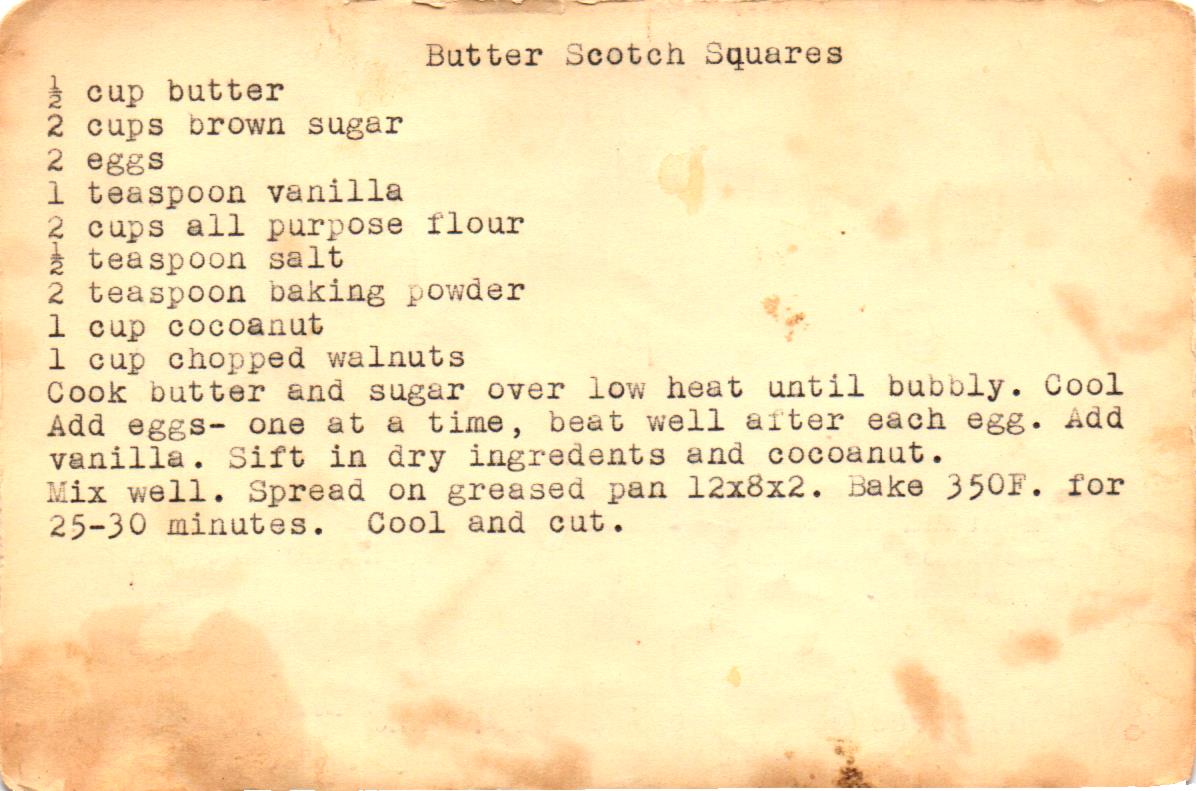 Butter Scotch Squares
½ cup butter
2 cups brown sugar
2 eggs
1 teaspoon vanilla
2 cups all purpose flour
½ teaspoon salt
2 teaspoon baking powder
1 cup cocoanut
1 cup chopped walnuts
Cook butter and sugar over low heat until bubbly. Cool
Add eggs- one at a time, beat well after each egg. Add
vanilla. Sift in dry ingredents and cocoanut.
Mix well. Spread on greased pan 12x8x2. Bake 350F. for
25-30 minutes.  Cool and cut.